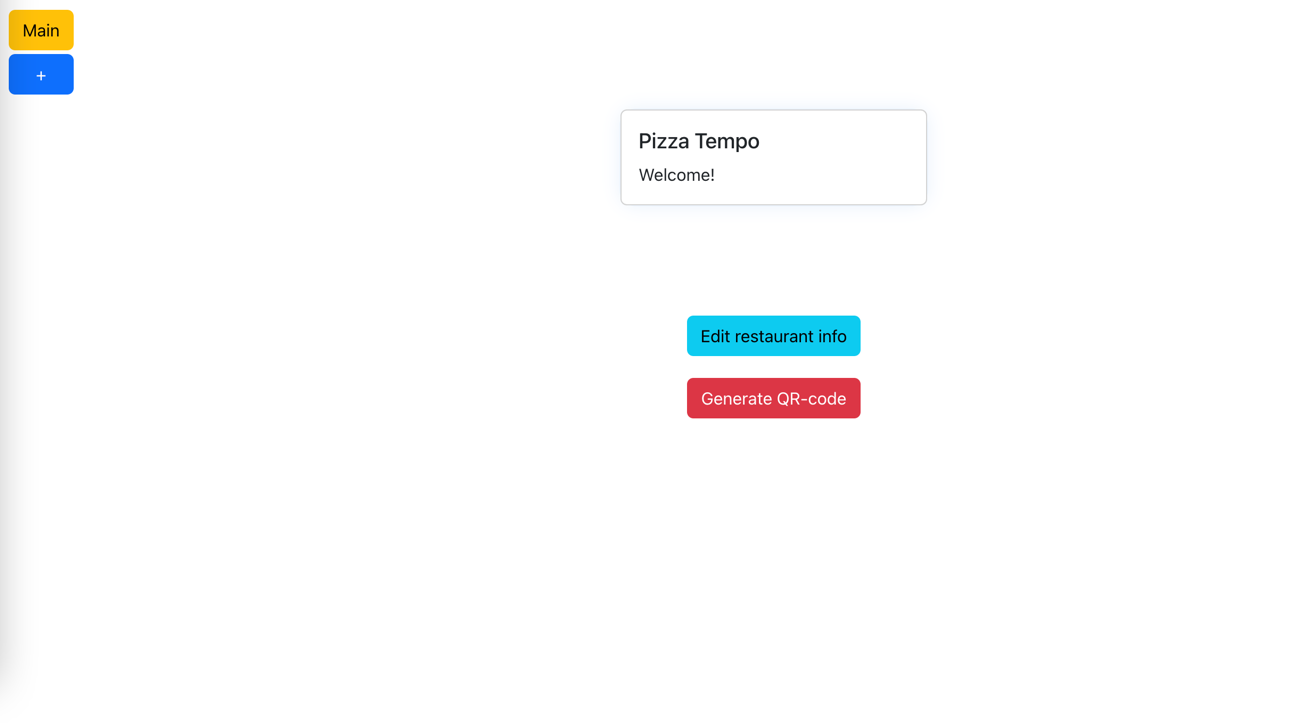 Main
+
Pizza Tempo
Welcome!
Edit restaurant info
Generate QR-code